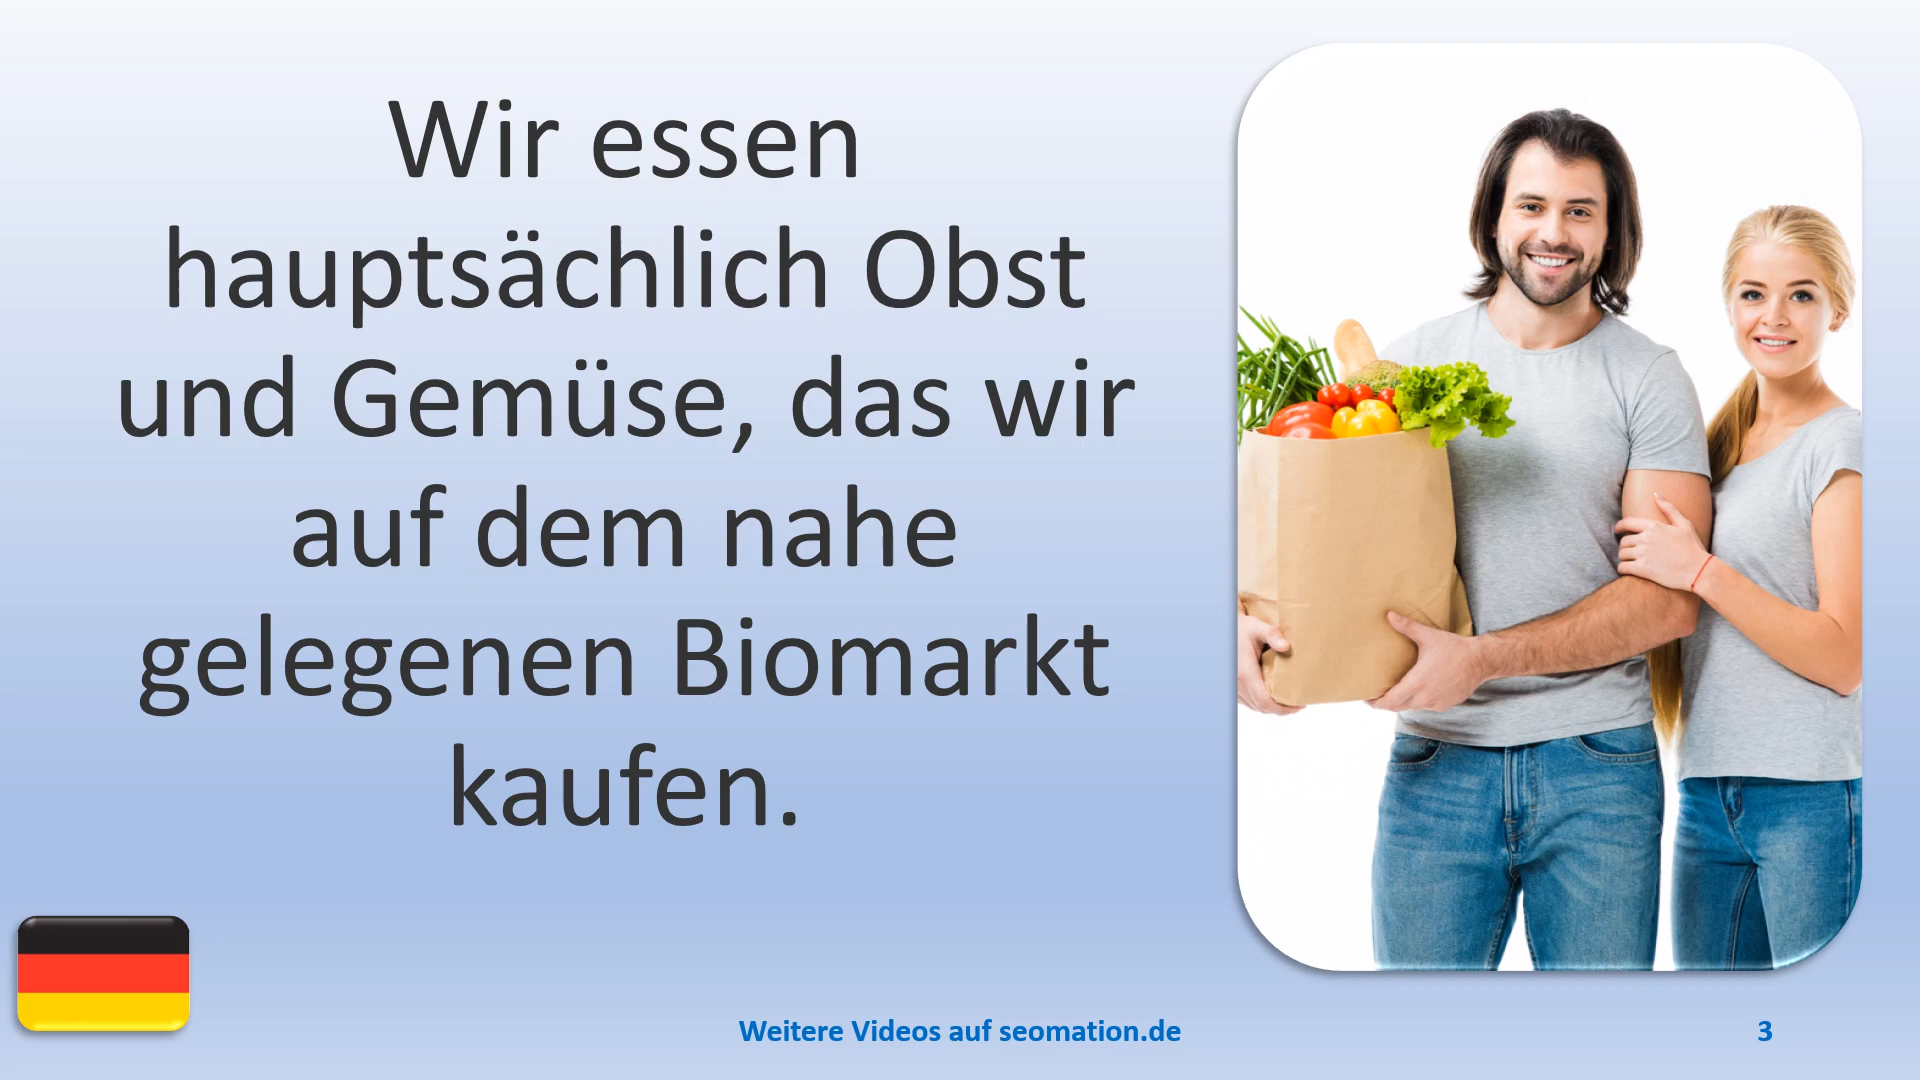 Wir essen
hauptsächlich Obst
und Gemüse, das wir
auf dem nahe
gelegenen Biomarkt
kaufen.
Weitere Videos auf seomation.de
3